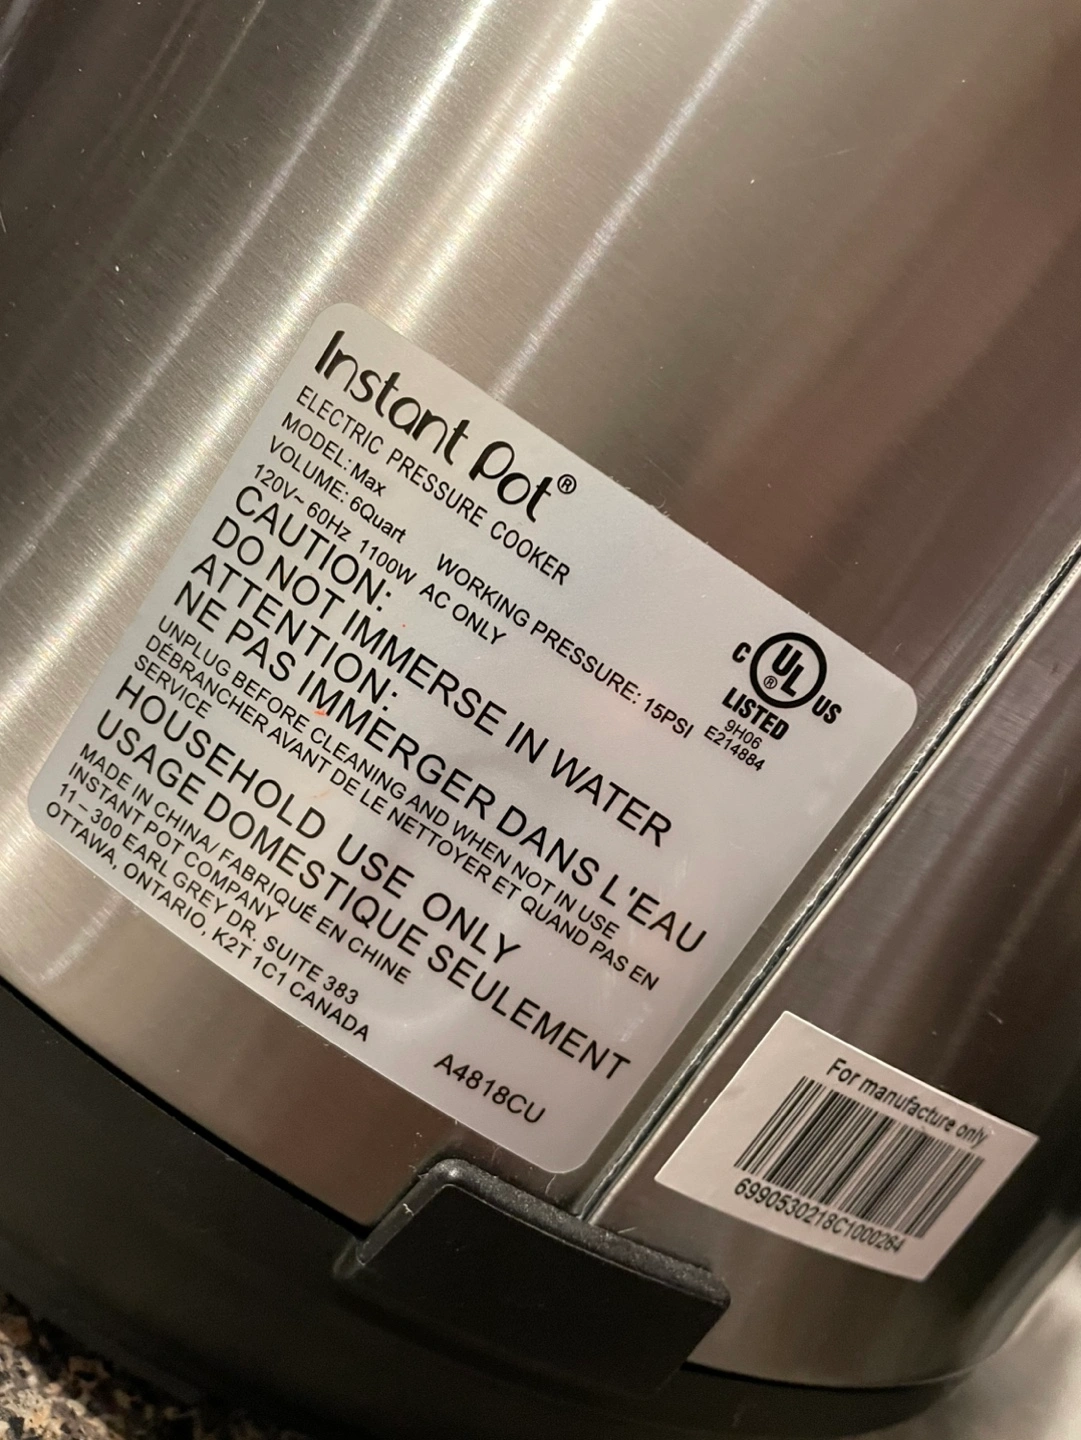 Instant Pot®
ELECTRIC PRESSURE COOKER
MODEL: Max
VOLUME: 6Quart WORKING PRESSURE: 15PSI
120V~ 60Hz 1100W AC ONLY
CAUTION:
DO NOT IMMERSE IN WATER
ATTENTION:
NE PAS IMMERGER DANS L'EAU
UNPLUG BEFORE CLEANING AND WHEN NOT IN USE
DÉBRANCHER AVANT DE LE NETTOYER ET QUAND PAS EN
SERVICE
HOUSEHOLD USE ONLY
USAGE DOMESTIQUE SEULEMENT
MADE IN CHINA/ FABRIQUÉ EN CHINE
INSTANT POT COMPANY
11 – 300 EARL GREY DR. SUITE 383
OTTAWA, ONTARIO, K2T 1C1 CANADA
A4818CU
C UL ® US
LISTED
9H06
E214884
For manufacture only
6990530218C1000264